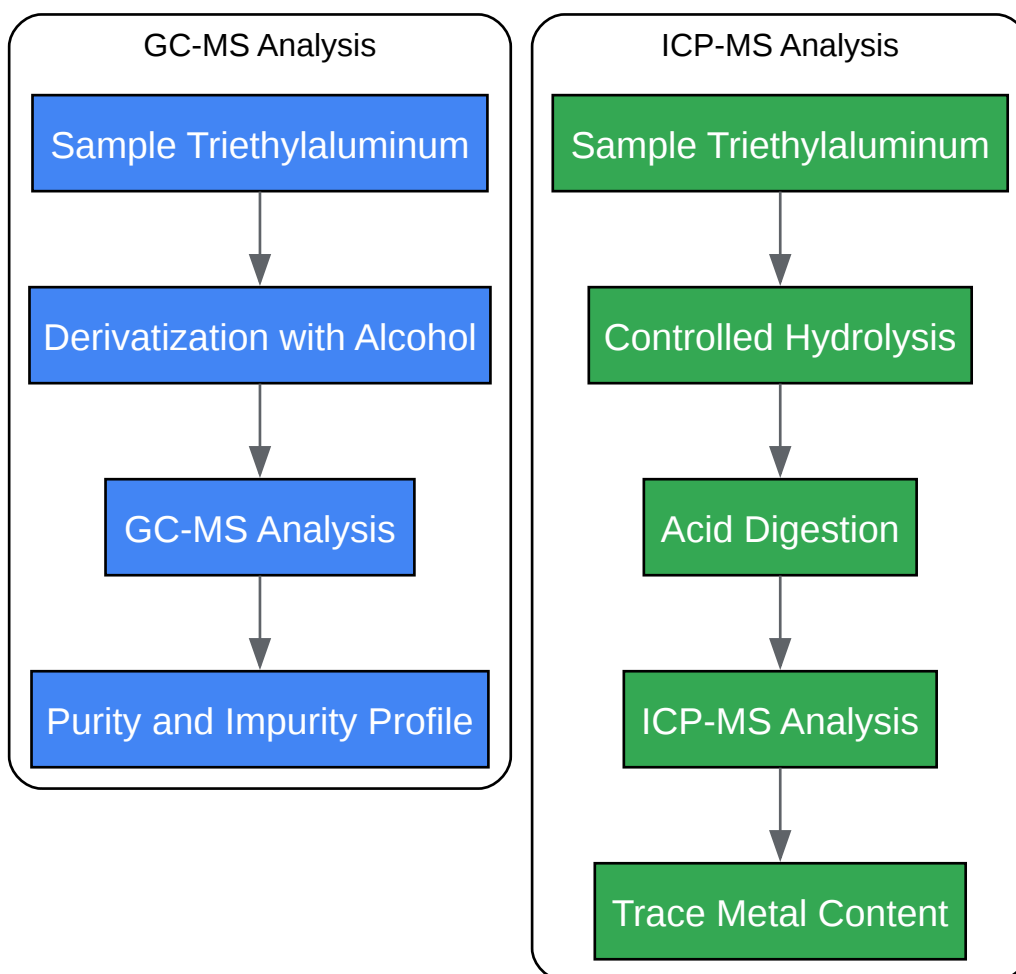 GC-MS Analysis
Sample Triethylaluminum
Derivatization with Alcohol
GC-MS Analysis
Purity and Impurity Profile
ICP-MS Analysis
Sample Triethylaluminum
Controlled Hydrolysis
Acid Digestion
ICP-MS Analysis
Trace Metal Content